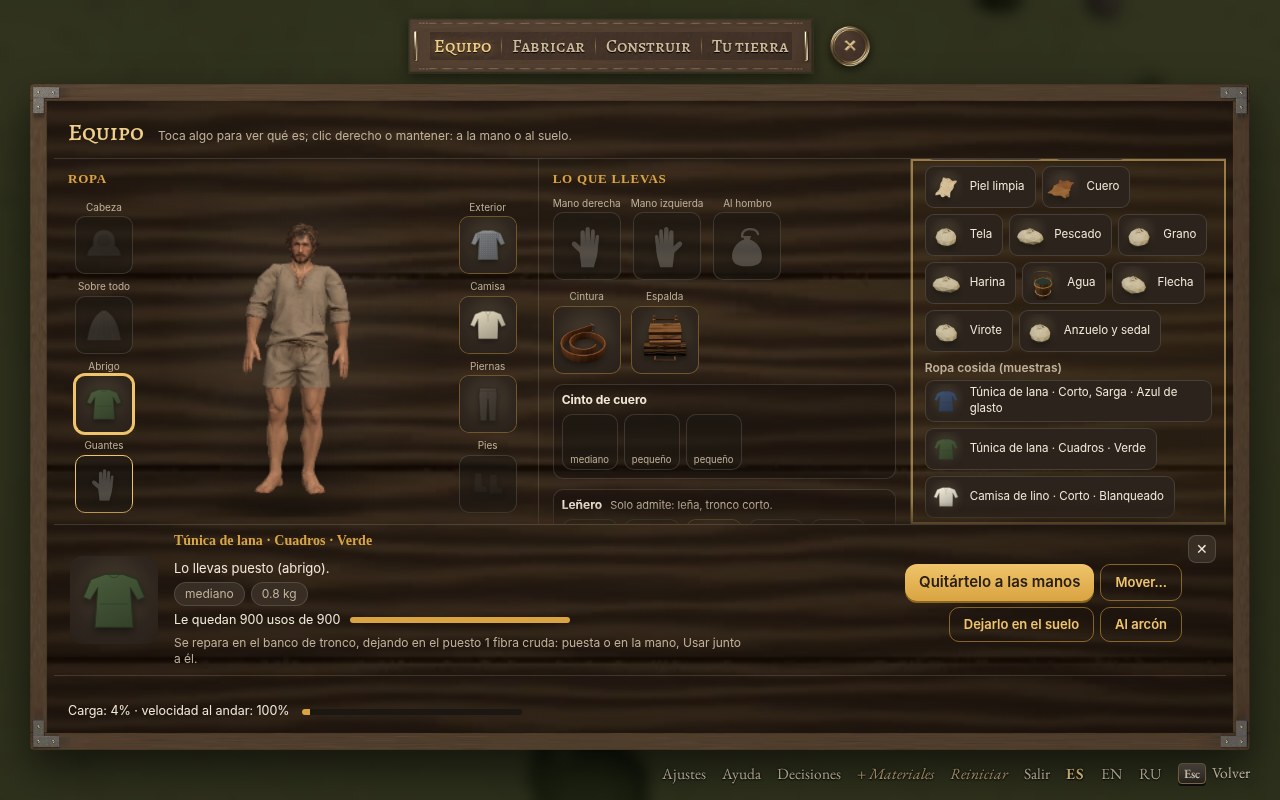 Equipo
Fabricar
Construir
Tu tierra
✕
Equipo
Toca algo para ver qué es; clic derecho o mantener: a la mano o al suelo.
ROPA
Cabeza
Sobre todo
Abrigo
Guantes
Exterior
Camisa
Piernas
Pies
LO QUE LLEVAS
Mano derecha
Mano izquierda
Al hombro
Cintura
Espalda
Cinto de cuero
mediano
pequeño
pequeño
Leñero Solo admite: leña, tronco corto.
Piel limpia
Cuero
Tela
Pescado
Grano
Harina
Agua
Flecha
Virote
Anzuelo y sedal
Ropa cosida (muestras)
Túnica de lana · Corto, Sarga · Azul de
glasto
Túnica de lana · Cuadros · Verde
Camisa de lino · Corto · Blanqueado
Túnica de lana · Cuadros · Verde
Lo llevas puesto (abrigo).
mediano
0.8 kg
Le quedan 900 usos de 900
Se repara en el banco de tronco, dejando en el puesto 1 fibra cruda: puesta o en la mano, Usar junto
a él.
✕
Quitártelo a las manos
Mover...
Dejarlo en el suelo
Al arcón
Carga: 4% · velocidad al andar: 100%
Ajustes
Ayuda
Decisiones
+ Materiales
Reiniciar
Salir
ES
EN
RU
Esc
Volver